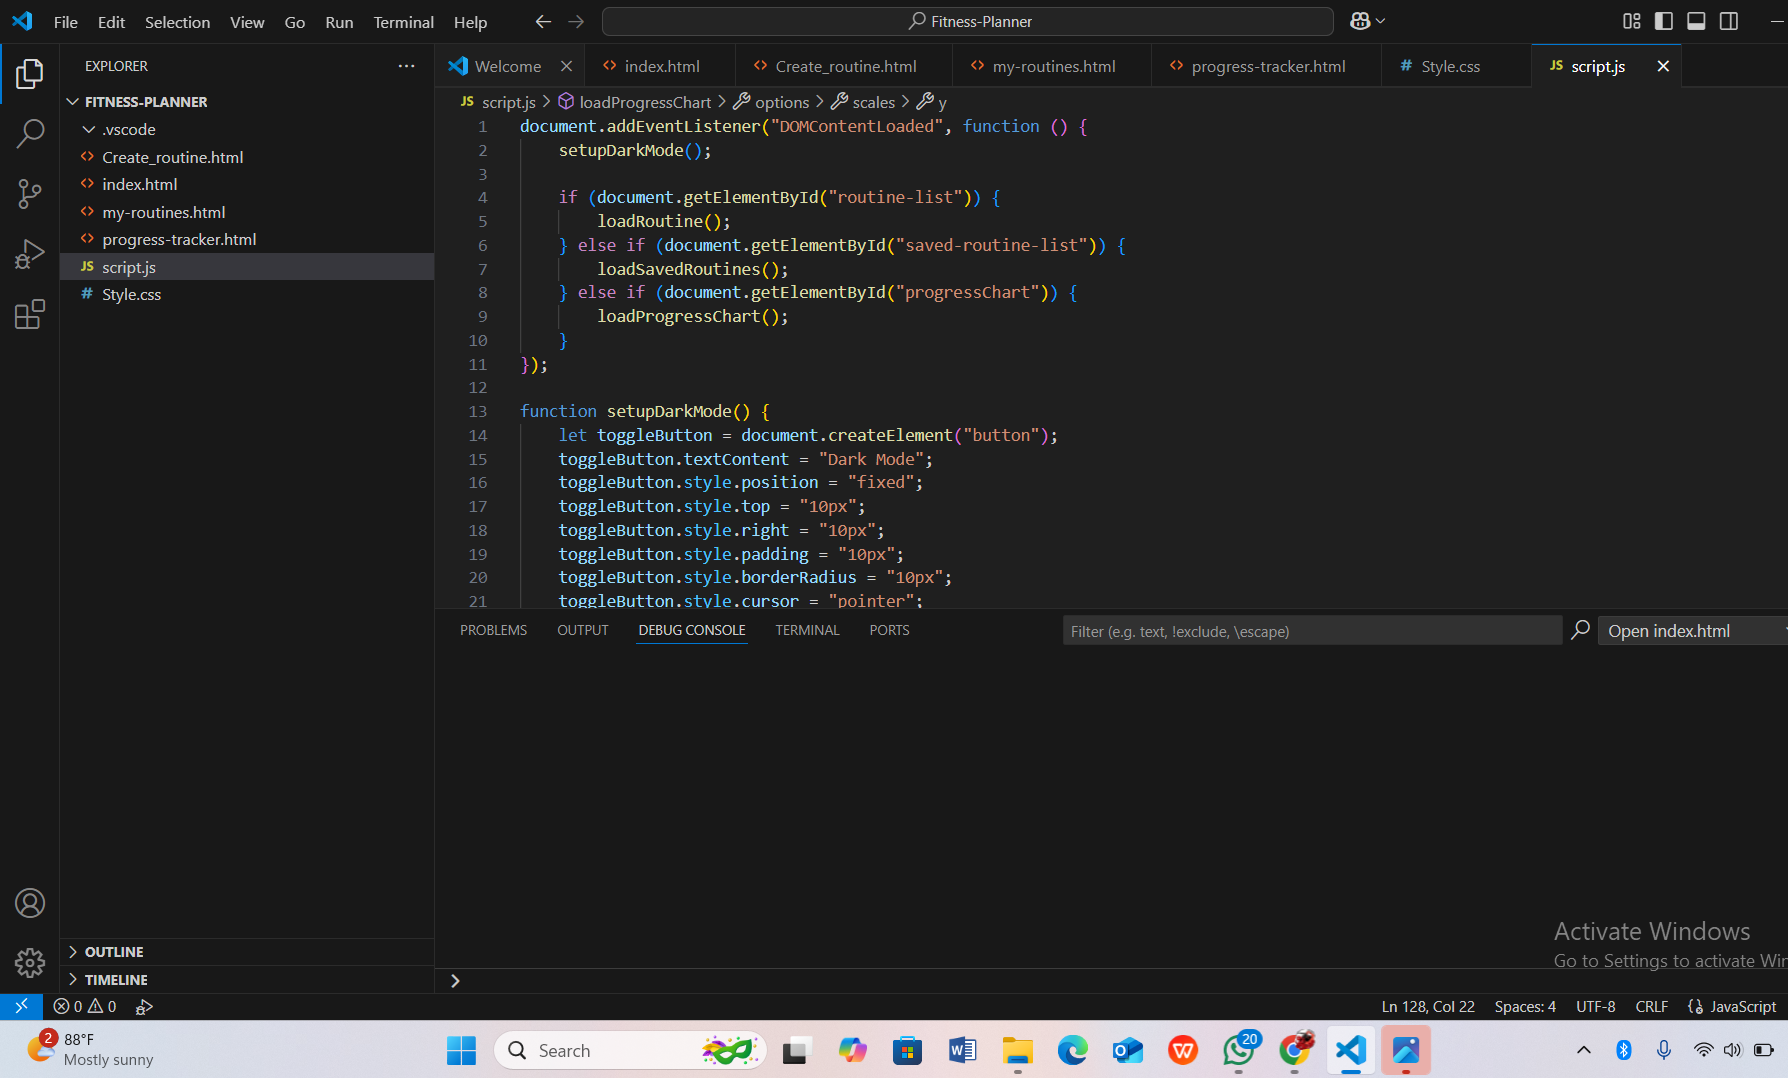 File Edit Selection View Go Run Terminal Help
Fitness-Planner
EXPLORER
FITNESS-PLANNER
.vscode
Create_routine.html
index.html
my-routines.html
progress-tracker.html
JS script.js
# Style.css
OUTLINE
TIMELINE
Welcome index.html Create_routine.html my-routines.html progress-tracker.html # Style.css JS script.js
JS script.js > loadProgressChart > options > scales > y
1 document.addEventListener("DOMContentLoaded", function () {
2 setupDarkMode();
3
4 if (document.getElementById("routine-list")) {
5 loadRoutine();
6 } else if (document.getElementById("saved-routine-list")) {
7 loadSavedRoutines();
8 } else if (document.getElementById("progressChart")) {
9 loadProgressChart();
10 }
11 });
12
13 function setupDarkMode() {
14 let toggleButton = document.createElement("button");
15 toggleButton.textContent = "Dark Mode";
16 toggleButton.style.position = "fixed";
17 toggleButton.style.top = "10px";
18 toggleButton.style.right = "10px";
19 toggleButton.style.padding = "10px";
20 toggleButton.style.borderRadius = "10px";
21 toggleButton.style.cursor = "pointer";
PROBLEMS OUTPUT DEBUG CONSOLE TERMINAL PORTS
Filter (e.g. text, !exclude, \escape)
Open index.html
Activate Windows
Go to Settings to activate Win
0 0
Ln 128, Col 22 Spaces: 4 UTF-8 CRLF {} JavaScript
2
88°F
Mostly sunny
Search
20